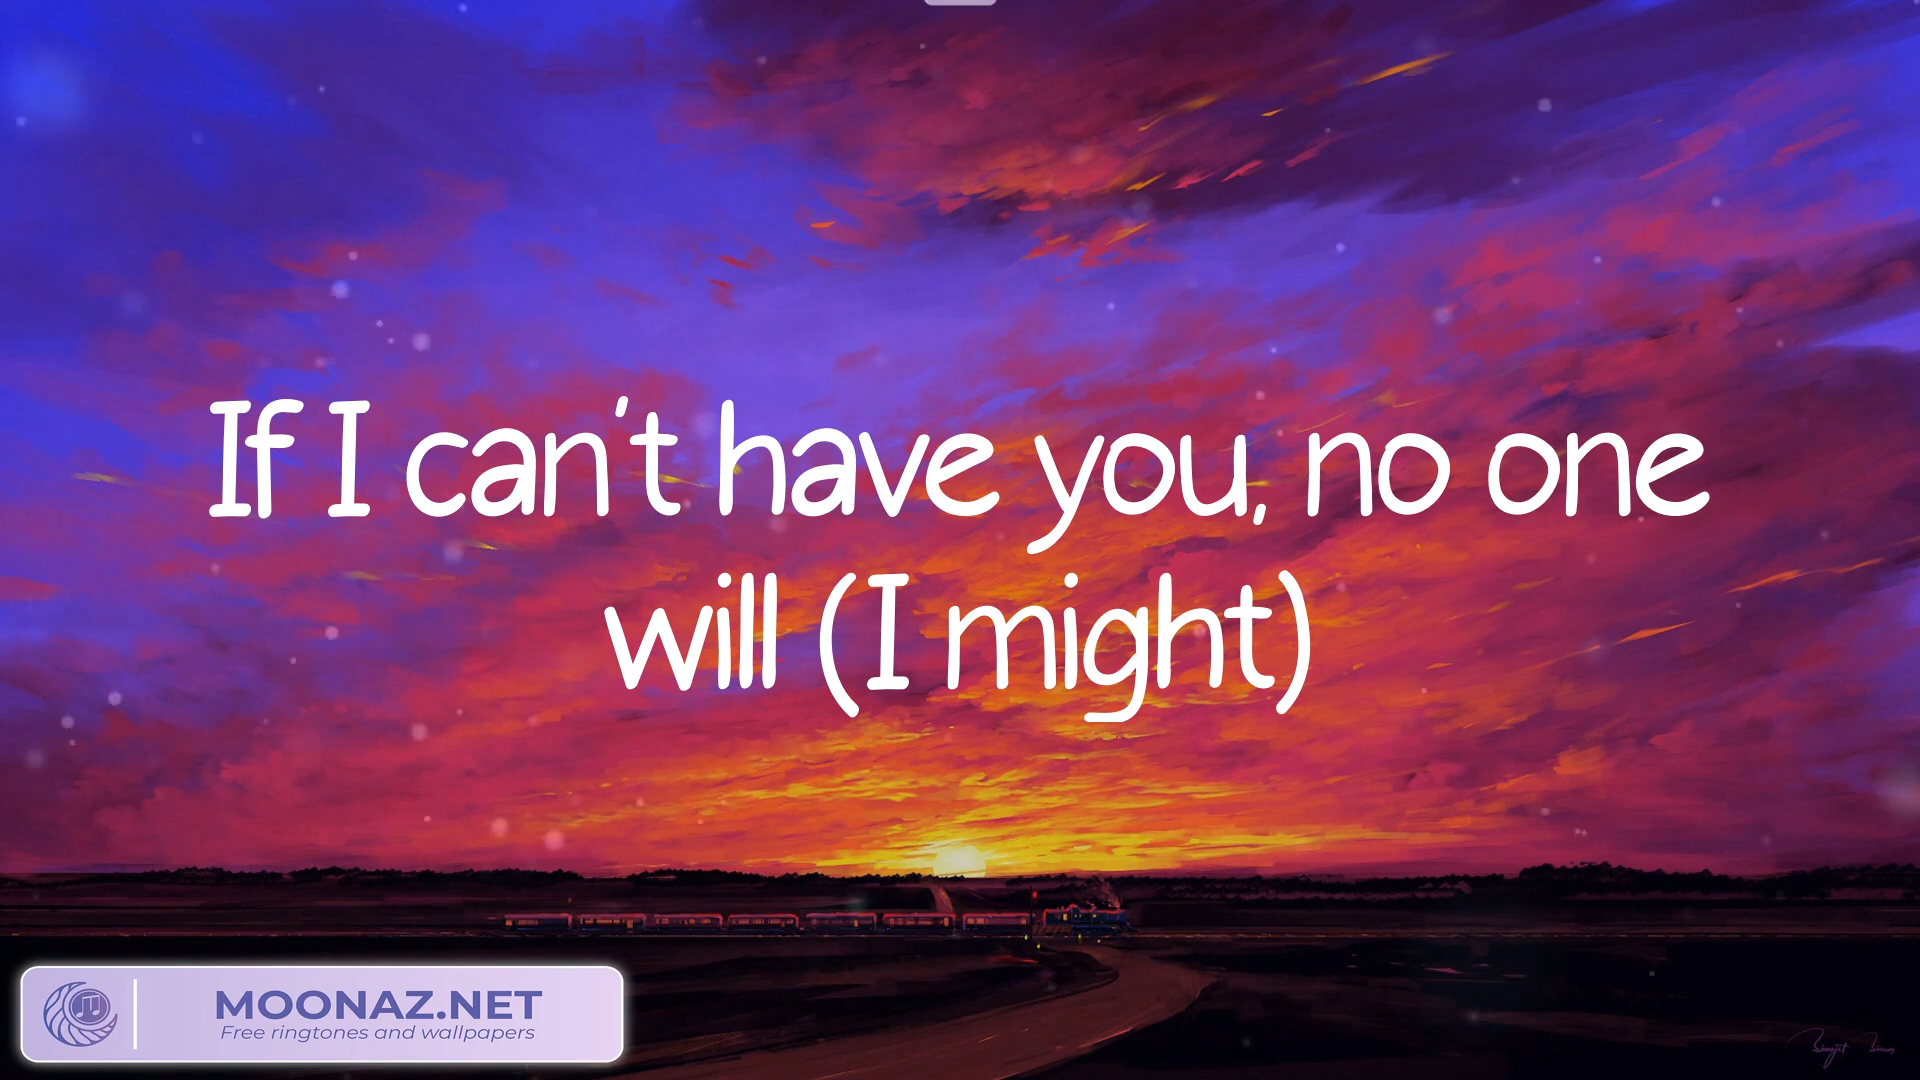 If I can't have you, no one
will (I might)
MOONAZ.NET
Free ringtones and wallpapers